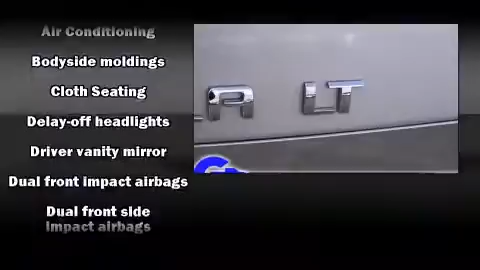 Air Conditioning
Bodyside moldings
Cloth Seating
Delay-off headlights
Driver vanity mirror
Dual front impact airbags
Dual front side
impact airbags
A LT